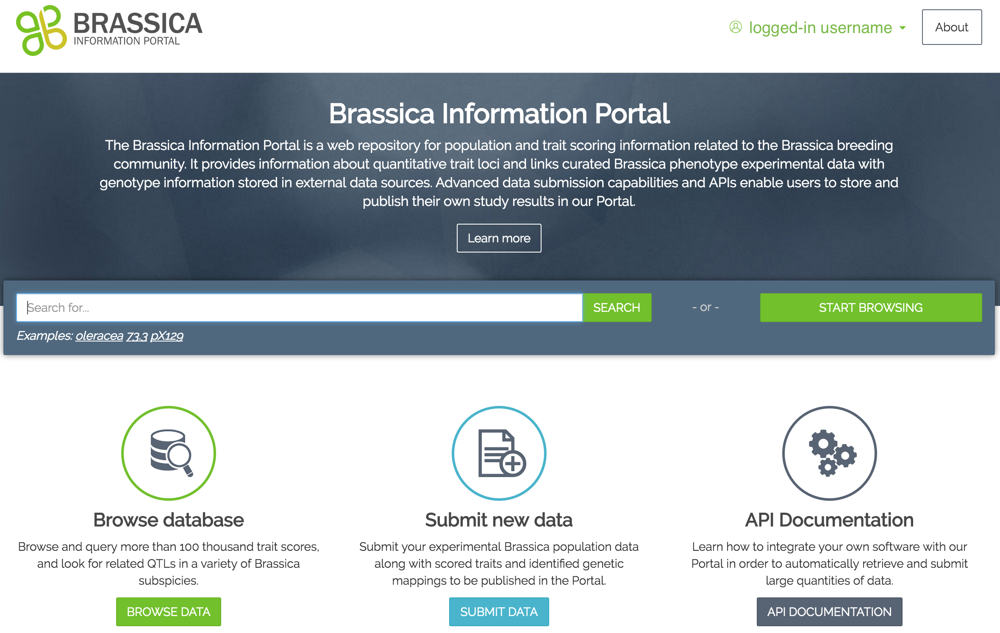 BRASSICA
INFORMATION PORTAL
logged-in username
About
Brassica Information Portal
The Brassica Information Portal is a web repository for population and trait scoring information related to the Brassica breeding
community. It provides information about quantitative trait loci and links curated Brassica phenotype experimental data with
genotype information stored in external data sources. Advanced data submission capabilities and APIs enable users to store and
publish their own study results in our Portal.
Learn more
Search for...
SEARCH
- or -
START BROWSING
Examples: oleracea 73.3 pX129
Browse database
Browse and query more than 100 thousand trait scores,
and look for related QTLs in a variety of Brassica
subspicies.
BROWSE DATA
Submit new data
Submit your experimental Brassica population data
along with scored traits and identified genetic
mappings to be published in the Portal.
SUBMIT DATA
API Documentation
Learn how to integrate your own software with our
Portal in order to automatically retrieve and submit
large quantities of data.
API DOCUMENTATION